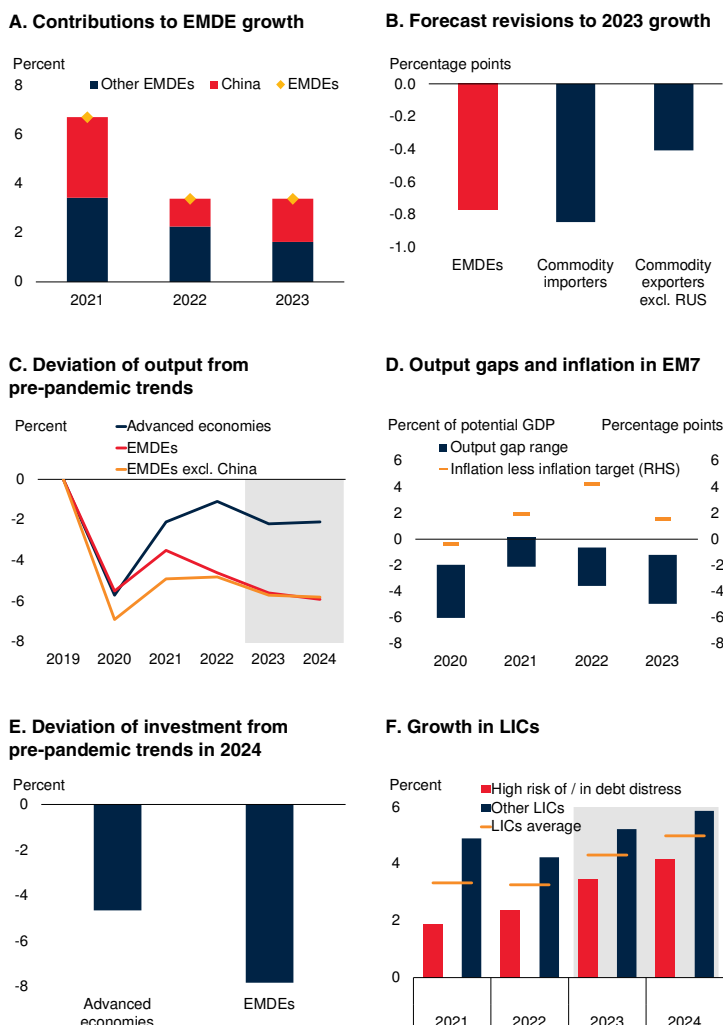 A. Contributions to EMDE growth
Percent
Other EMDEs China EMDEs
8
6
4
2
0
2021 2022 2023
B. Forecast revisions to 2023 growth
Percentage points
0.0
-0.2
-0.4
-0.6
-0.8
-1.0
EMDEs Commodity importers Commodity exporters excl. RUS
C. Deviation of output from
pre-pandemic trends
Percent
Advanced economies
EMDEs
EMDEs excl. China
0
-2
-4
-6
-8
2019 2020 2021 2022 2023 2024
D. Output gaps and inflation in EM7
Percent of potential GDP Percentage points
Output gap range
Inflation less inflation target (RHS)
6 6
4 4
2 2
0 0
-2 -2
-4 -4
-6 -6
-8 -8
2020 2021 2022 2023
E. Deviation of investment from
pre-pandemic trends in 2024
Percent
0
-2
-4
-6
-8
Advanced economies EMDEs
F. Growth in LICs
Percent
High risk of / in debt distress
Other LICs
LICs average
6
4
2
0
2021 2022 2023 2024